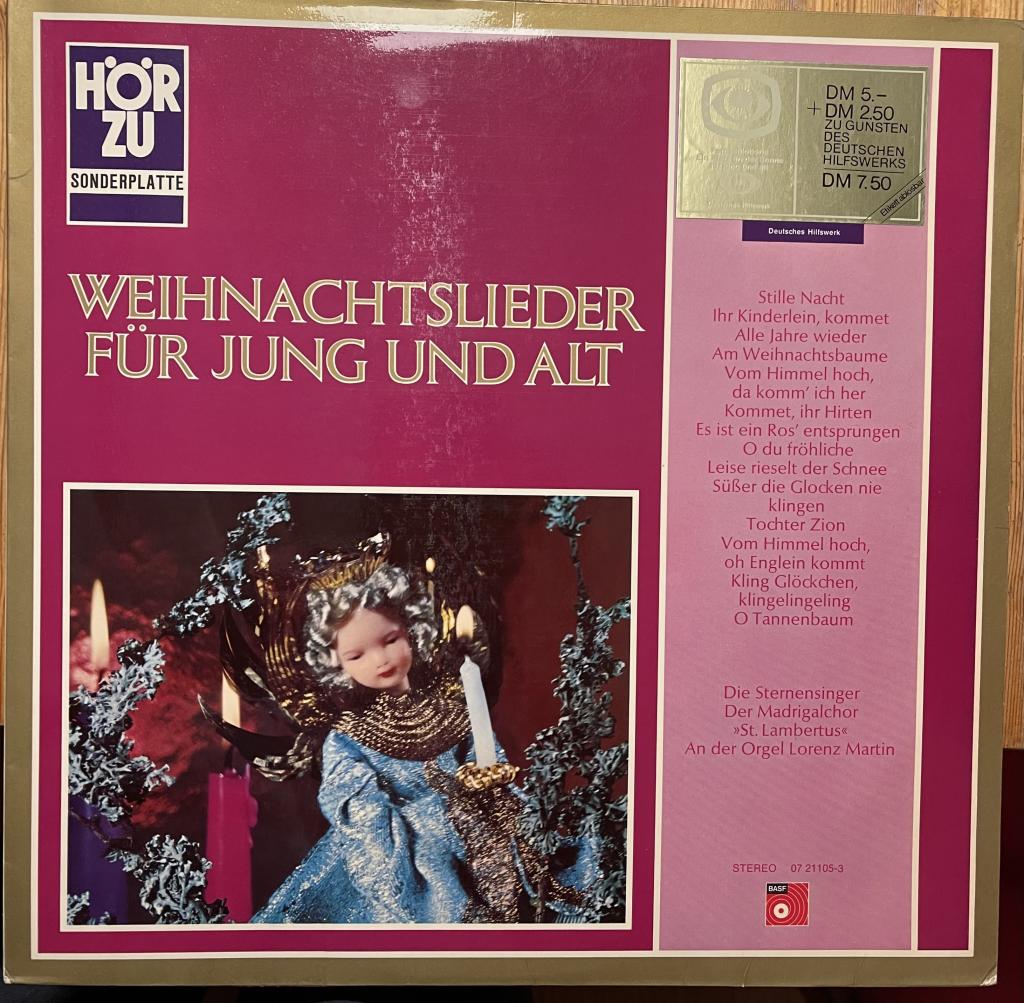 HÖR
ZU
SONDERPLATTE
WEIHNACHTSLIEDER
FÜR JUNG UND ALT
DM 5.–
+ DM 2.50
ZU GUNSTEN
DES
DEUTSCHEN
HILFSWERKS
DM 7.50
Etikett ablösbar
Deutsches Hilfswerk
Stille Nacht
Ihr Kinderlein, kommet
Alle Jahre wieder
Am Weihnachtsbaume
Vom Himmel hoch,
da komm' ich her
Kommet, ihr Hirten
Es ist ein Ros' entsprungen
O du fröhliche
Leise rieselt der Schnee
Süßer die Glocken nie
klingen
Tochter Zion
Vom Himmel hoch,
oh Englein kommt
Kling Glöckchen,
klingelingeling
O Tannenbaum
Die Sternensinger
Der Madrigalchor
»St. Lambertus«
An der Orgel Lorenz Martin
STEREO 07 21105-3
BASF